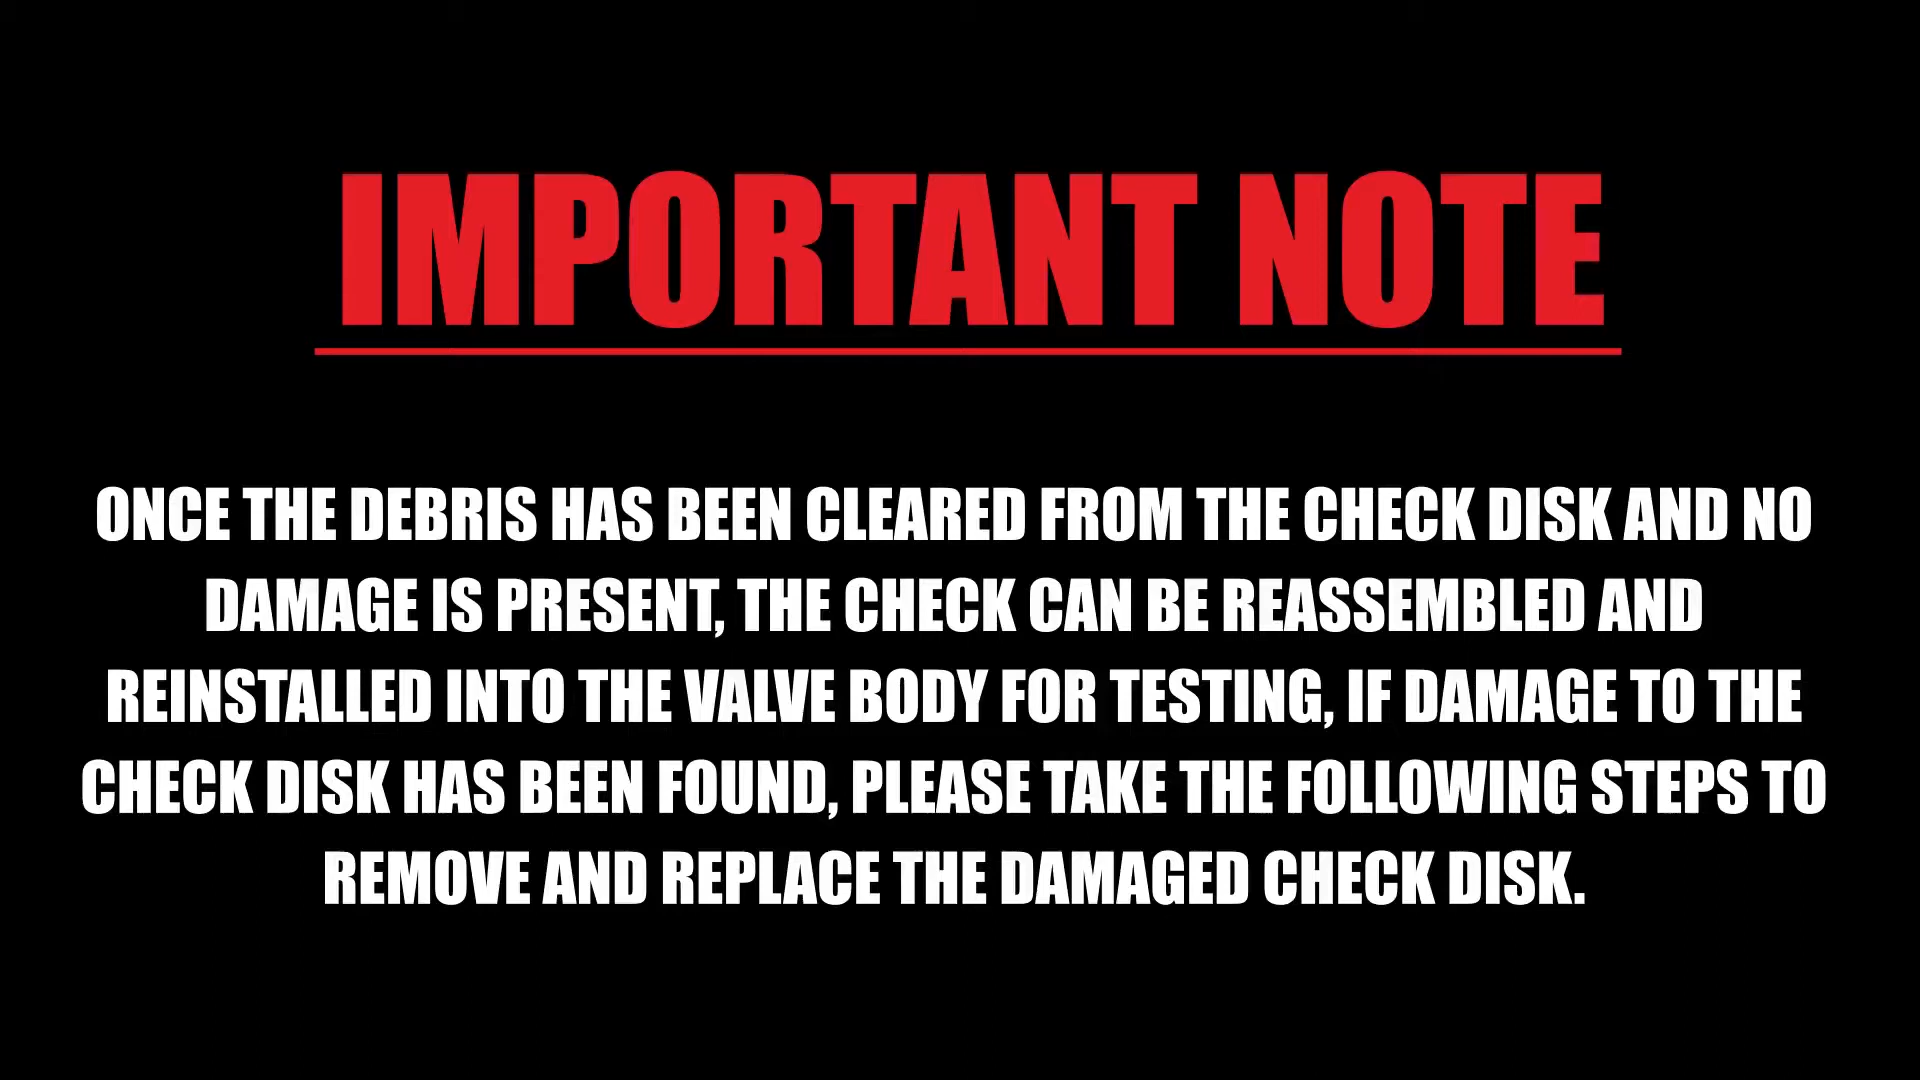 IMPORTANT NOTE
ONCE THE DEBRIS HAS BEEN CLEARED FROM THE CHECK DISK AND NO
DAMAGE IS PRESENT, THE CHECK CAN BE REASSEMBLED AND
REINSTALLED INTO THE VALVE BODY FOR TESTING, IF DAMAGE TO THE
CHECK DISK HAS BEEN FOUND, PLEASE TAKE THE FOLLOWING STEPS TO
REMOVE AND REPLACE THE DAMAGED CHECK DISK.